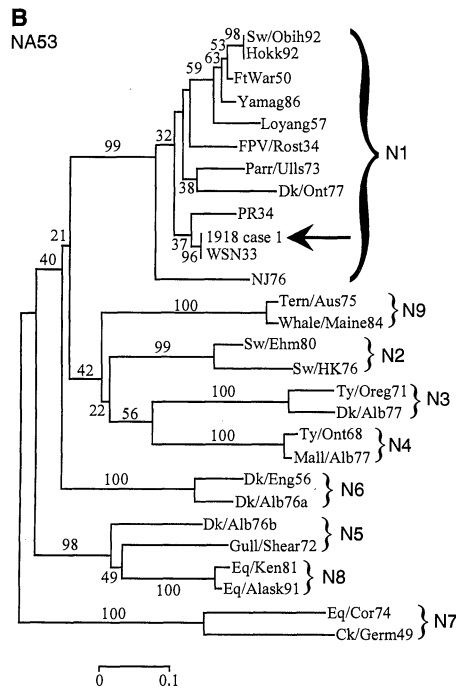 B
NA53
98
Sw/Obih92
53
Hokk92
63
FtWar50
59
Yamag86
Loyang57
32
FPV/Rost34
99
N1
Parr/Ulls73
38
Dk/Ont77
PR34
37
1918 case 1
96
WSN33
21
NJ76
40
100
Tern/Aus75
N9
Whale/Maine84
99
Sw/Ehm80
N2
42
Sw/HK76
22
100
Ty/Oreg71
N3
56
Dk/Alb77
100
Ty/Ont68
N4
Mall/Alb77
100
Dk/Eng56
N6
Dk/Alb76a
Dk/Alb76b
N5
98
Gull/Shear72
49
Eq/Ken81
N8
100
Eq/Alask91
100
Eq/Cor74
N7
Ck/Germ49
0 0.1